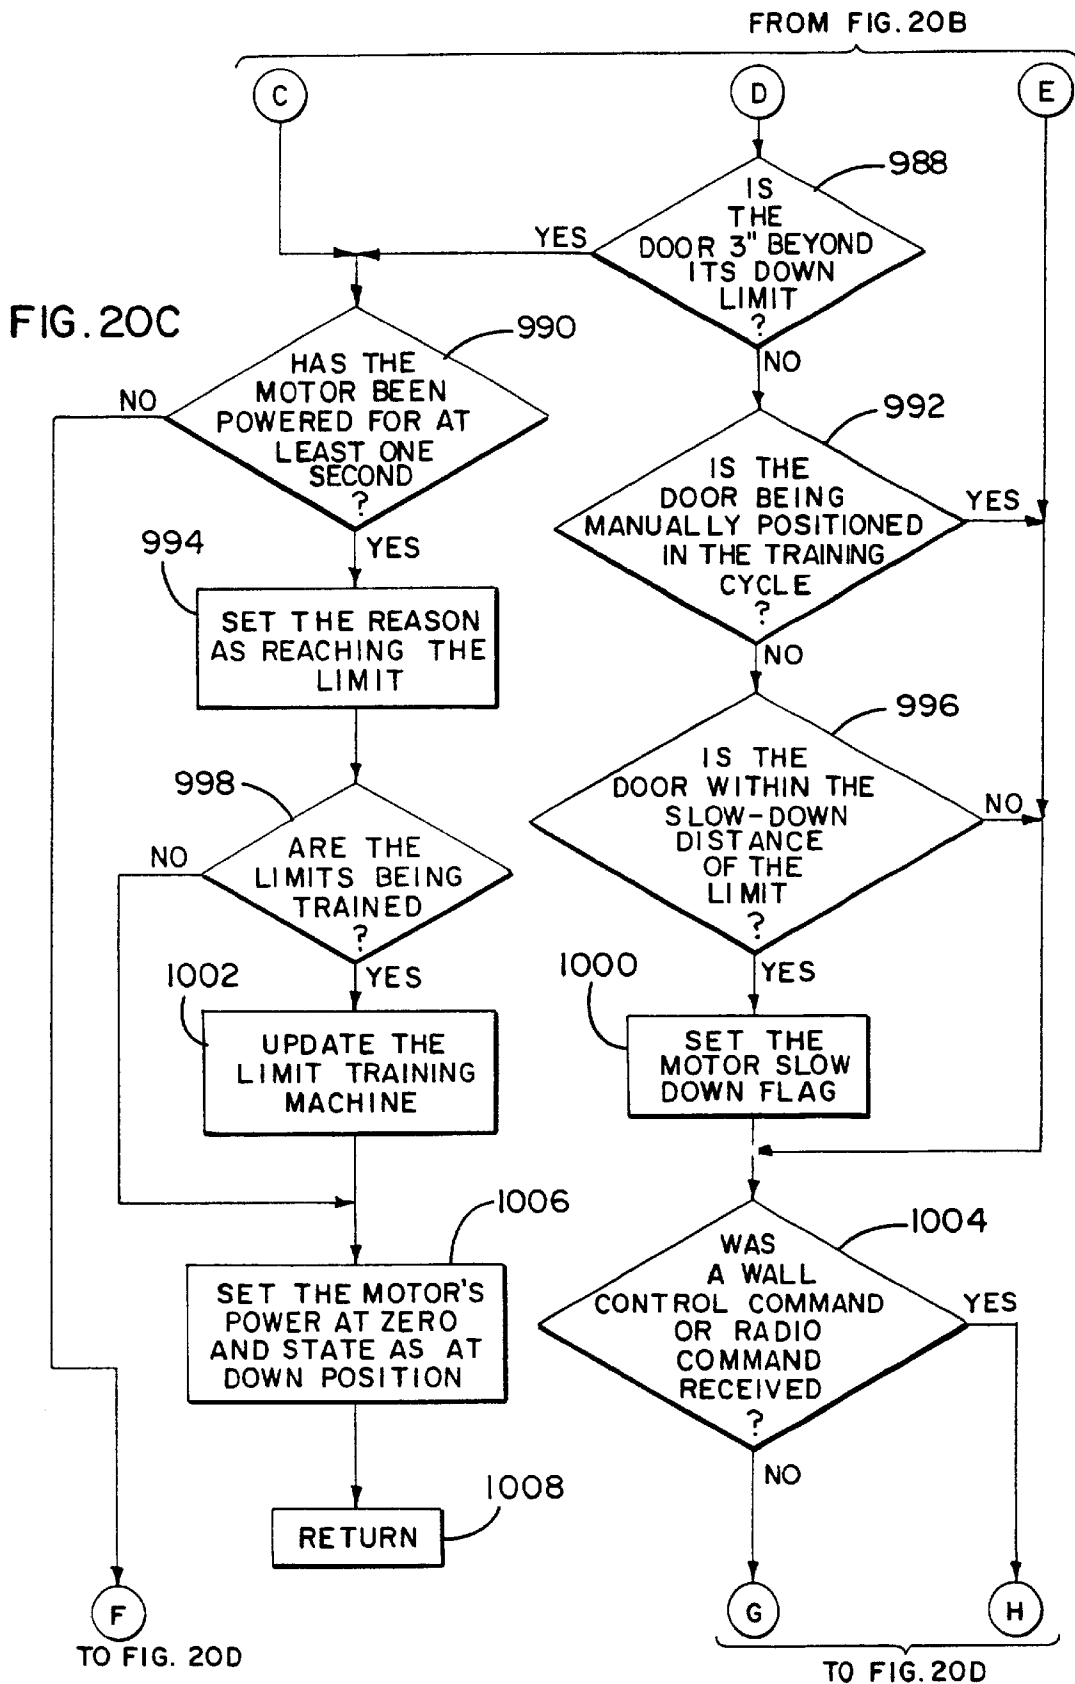 FROM FIG. 20B
C
D
E
988
IS
THE
DOOR 3" BEYOND
ITS DOWN
LIMIT
?
YES
NO
FIG. 20C
990
HAS THE
MOTOR BEEN
POWERED FOR AT
LEAST ONE
SECOND
?
NO
YES
992
IS THE
DOOR BEING
MANUALLY POSITIONED
IN THE TRAINING
CYCLE
?
YES
NO
994
SET THE REASON
AS REACHING THE
LIMIT
996
IS THE
DOOR WITHIN THE
SLOW-DOWN
DISTANCE
OF THE
LIMIT
?
NO
YES
998
ARE THE
LIMITS BEING
TRAINED
?
NO
YES
1000
SET THE
MOTOR SLOW
DOWN FLAG
1002
UPDATE THE
LIMIT TRAINING
MACHINE
1004
WAS
A WALL
CONTROL COMMAND
OR RADIO
COMMAND
RECEIVED
?
YES
NO
1006
SET THE MOTOR'S
POWER AT ZERO
AND STATE AS AT
DOWN POSITION
1008
RETURN
F
TO FIG. 20D
G
H
TO FIG. 20D